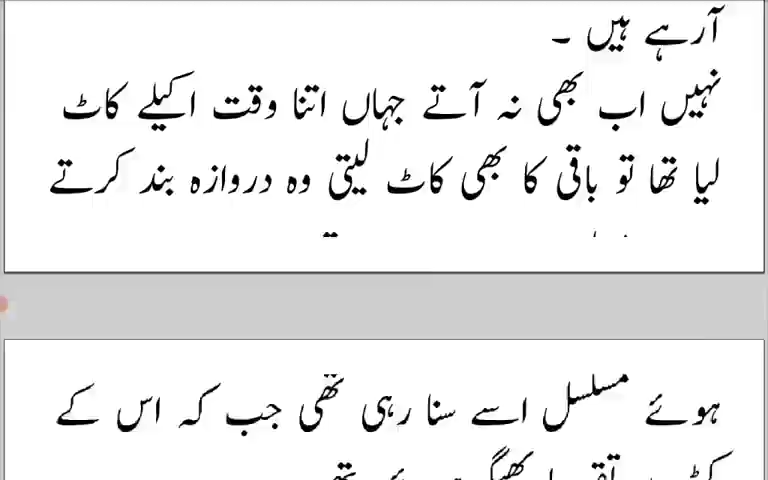 آرہے ہیں ۔
نہیں اب بھی نہ آتے جہاں اتنا وقت اکیلے کاٹ
لیا تھا تو باقی کا بھی کاٹ لیتی وہ دروازہ بند کرتے
ہوئے مسلسل اسے سنا رہی تھی جب کہ اس کے